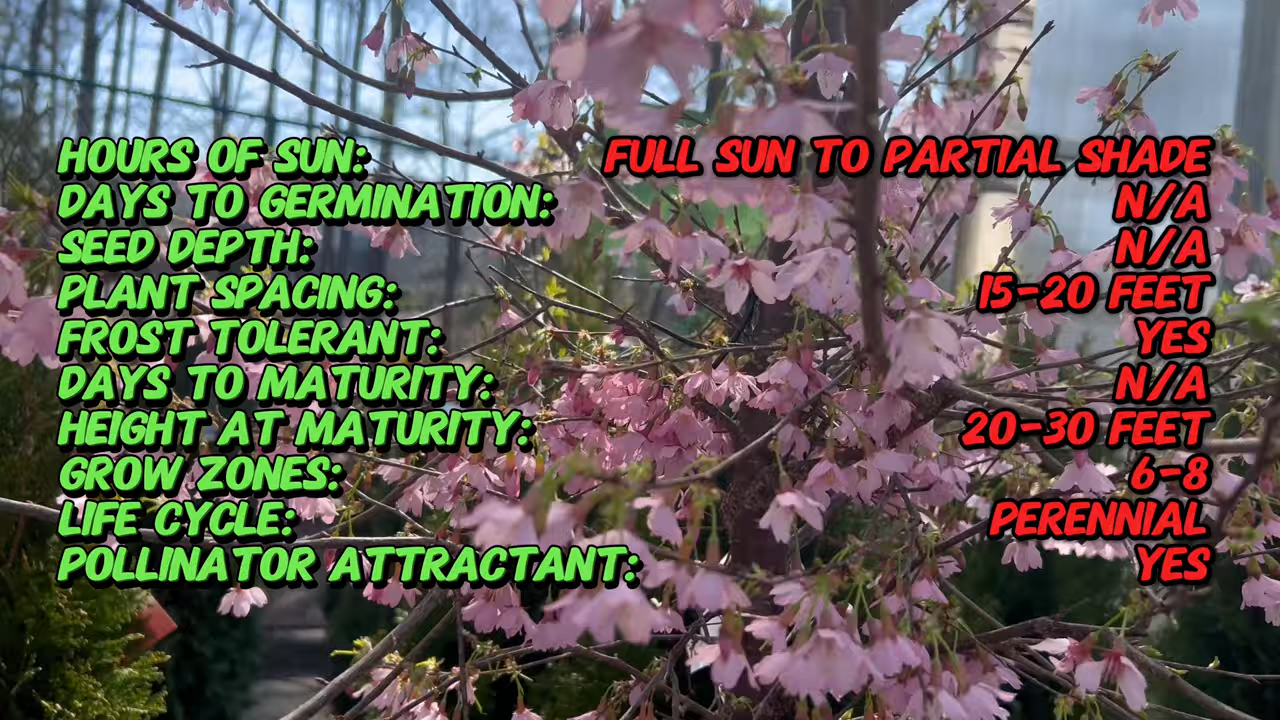 HOURS OF SUN: FULL SUN TO PARTIAL SHADE
DAYS TO GERMINATION: N/A
SEED DEPTH: N/A
PLANT SPACING: 15-20 FEET
FROST TOLERANT: YES
DAYS TO MATURITY: N/A
HEIGHT AT MATURITY: 20-30 FEET
GROW ZONES: 6-8
LIFE CYCLE: PERENNIAL
POLLINATOR ATTRACTANT: YES